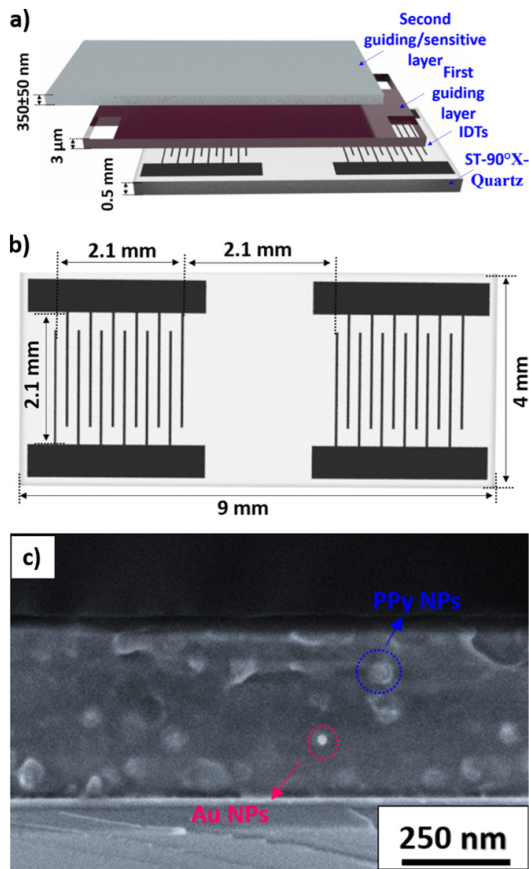 a)
Second
guiding/sensitive
layer
First
guiding layer
IDTs
ST-90°X-
Quartz
350±50 nm
3 µm
0.5 mm
b)
2.1 mm
2.1 mm
2.1 mm
4 mm
9 mm
c)
PPy NPs
Au NPs
250 nm